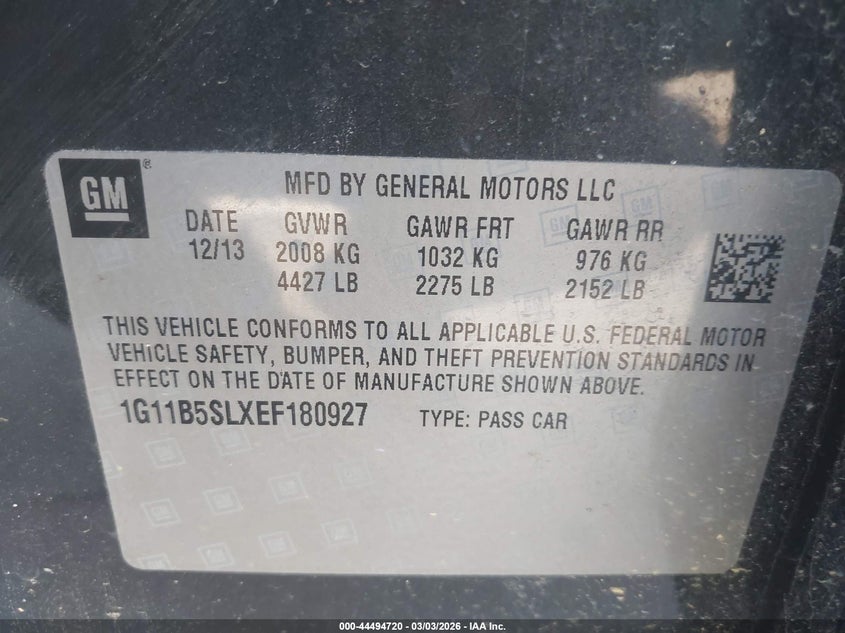 GM®
MFD BY GENERAL MOTORS LLC
DATE GVWR GAWR FRT GAWR RR
12/13 2008 KG 1032 KG 976 KG
4427 LB 2275 LB 2152 LB
THIS VEHICLE CONFORMS TO ALL APPLICABLE U.S. FEDERAL MOTOR
VEHICLE SAFETY, BUMPER, AND THEFT PREVENTION STANDARDS IN
EFFECT ON THE DATE OF MANUFACTURE SHOWN ABOVE.
1G11B5SLXEF180927 TYPE: PASS CAR
000-44494720 — 03/03/2026 — IAA Inc.